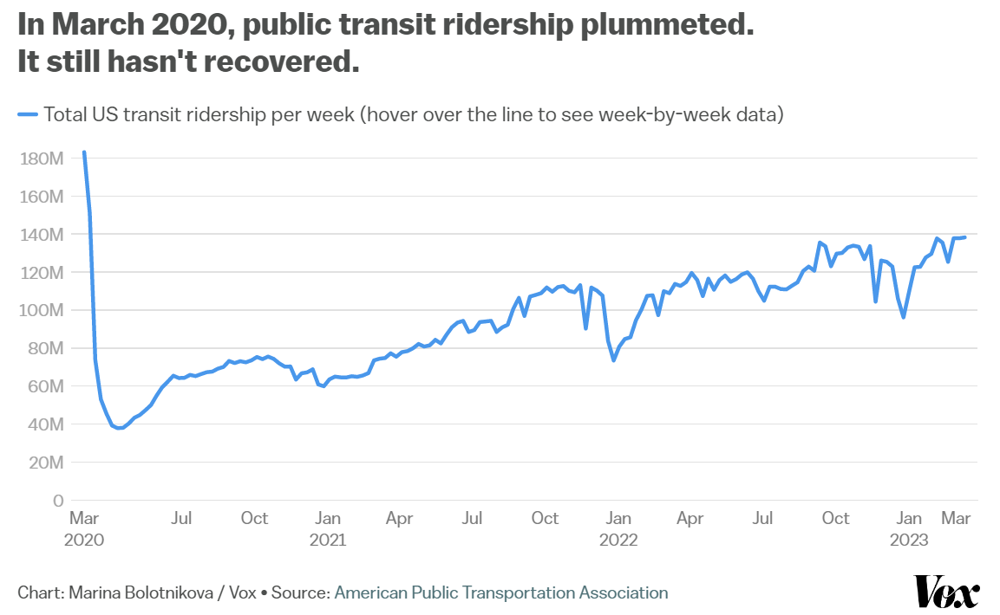 In March 2020, public transit ridership plummeted.
It still hasn't recovered.
Total US transit ridership per week (hover over the line to see week-by-week data)
180M
160M
140M
120M
100M
80M
60M
40M
20M
0
Mar Jul Oct Jan Apr Jul Oct Jan Apr Jul Oct Jan Mar
2020 2021 2022 2023
Chart: Marina Bolotnikova / Vox • Source: American Public Transportation Association
Vox